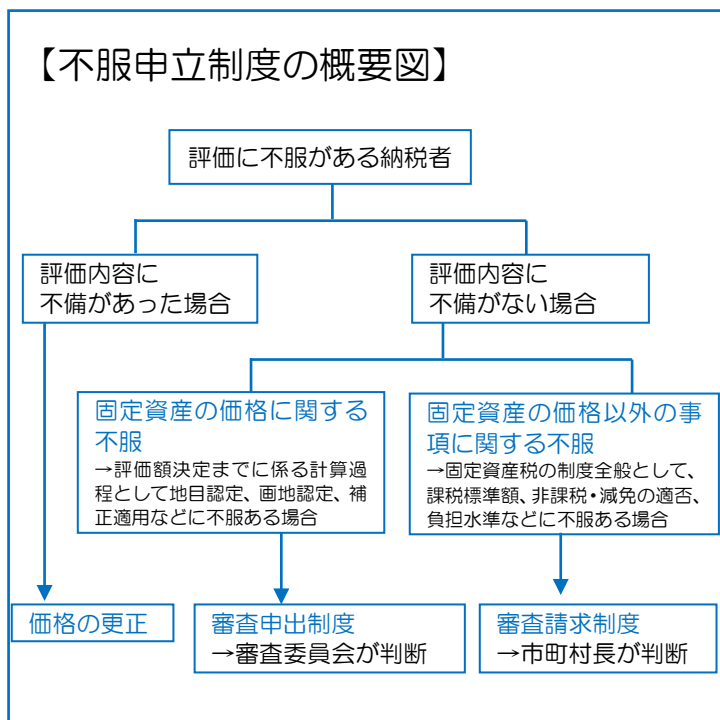 【不服申立制度の概要図】
評価に不服がある納税者
評価内容に
不備があった場合
評価内容に
不備がない場合
固定資産の価格に関する
不服
→評価額決定までに係る計算過
程として地目認定、画地認定、補
正適用などに不服ある場合
固定資産の価格以外の事
項に関する不服
→固定資産税の制度全般として、
課税標準額、非課税・減免の適否、
負担水準などに不服ある場合
価格の更正
審査申出制度
→審査委員会が判断
審査請求制度
→市町村長が判断